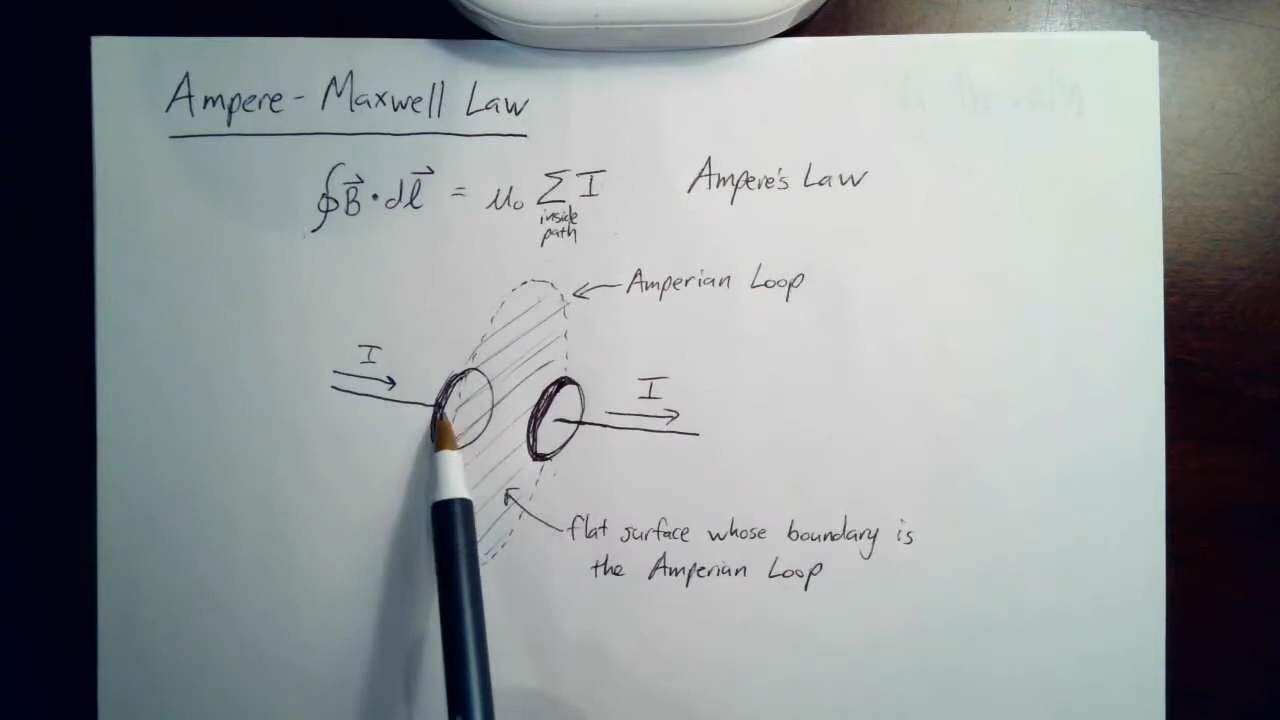 Ampere-Maxwell Law
∮B⃗·dl⃗ = μ₀ ∑ I Ampere's Law
inside
path
Amperian Loop
I
I
flat surface whose boundary is
the Amperian Loop